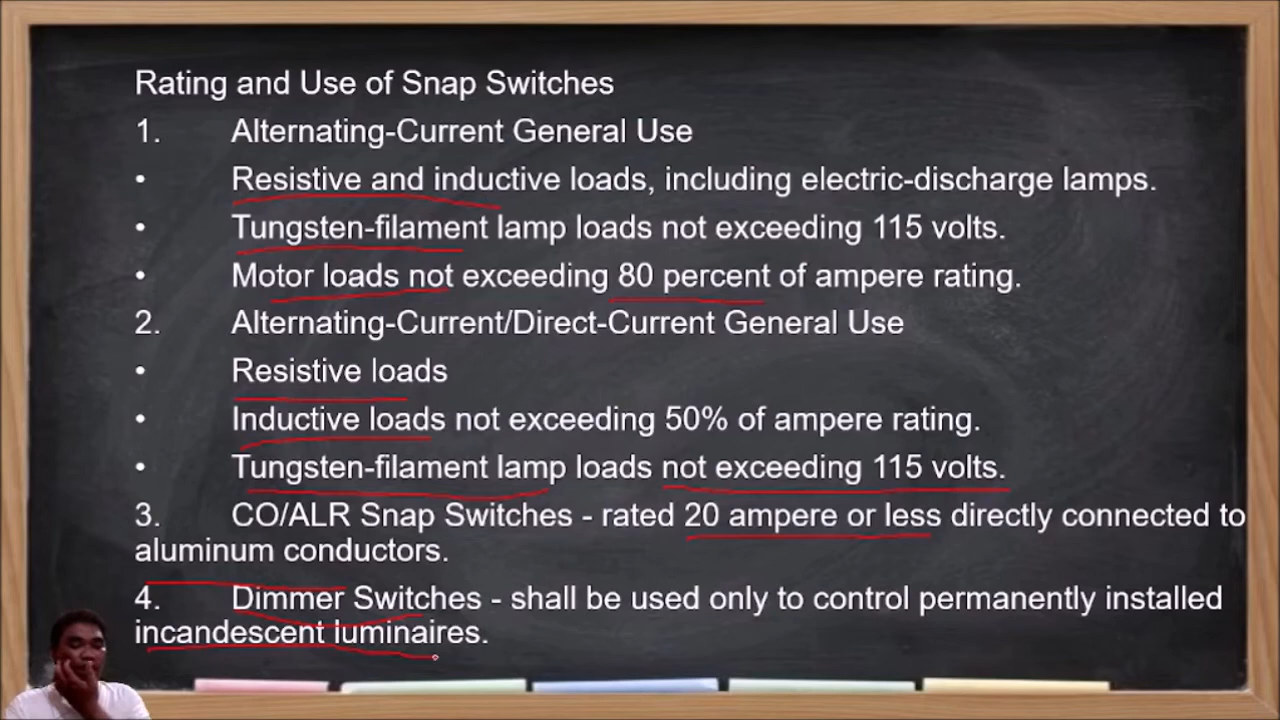 Rating and Use of Snap Switches
1. Alternating-Current General Use
• Resistive and inductive loads, including electric-discharge lamps.
• Tungsten-filament lamp loads not exceeding 115 volts.
• Motor loads not exceeding 80 percent of ampere rating.
2. Alternating-Current/Direct-Current General Use
• Resistive loads
• Inductive loads not exceeding 50% of ampere rating.
• Tungsten-filament lamp loads not exceeding 115 volts.
3. CO/ALR Snap Switches - rated 20 ampere or less directly connected to
aluminum conductors.
4. Dimmer Switches - shall be used only to control permanently installed
incandescent luminaires.